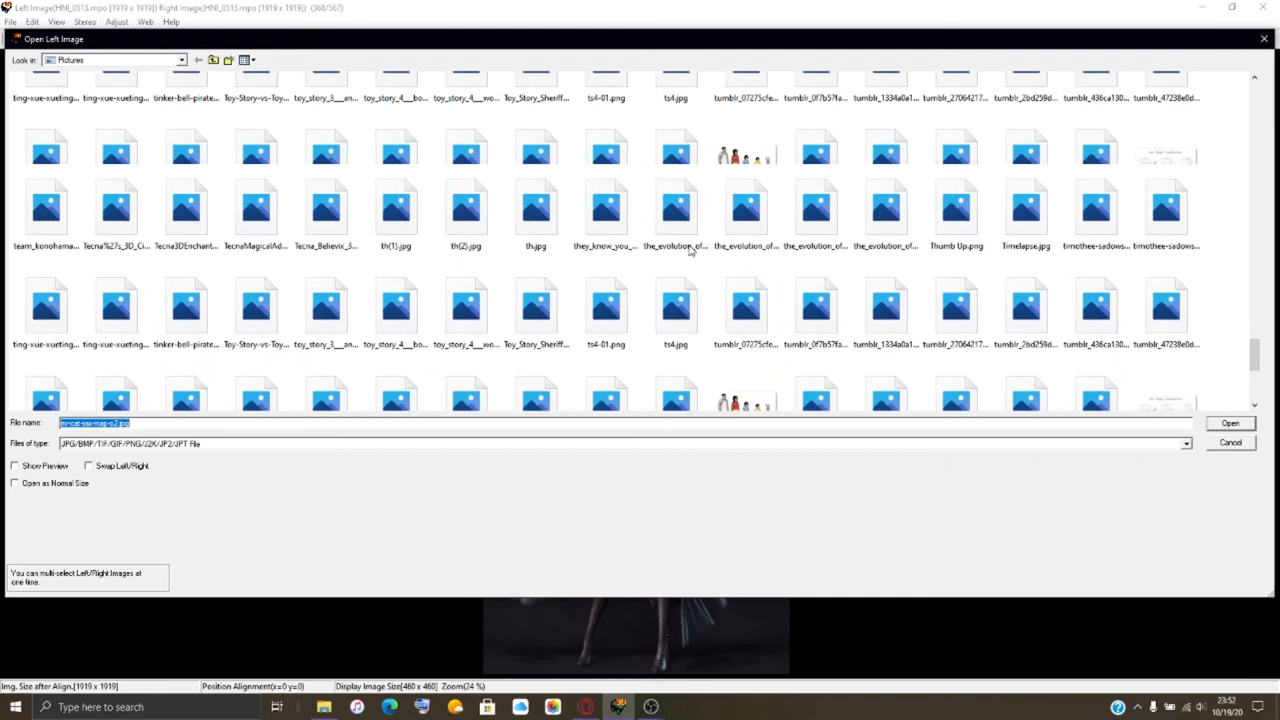 Left Image(HNI_0513.mpo [1919 x 1919]) Right Image(HNI_0513.mpo [1919 x 1919]) (368/567)
File Edit View Stereo Adjust Web Help
Open Left Image
Look in: Pictures
ting-xue-xueting... ting-xue-xueting... tinker-bell-pirate... Toy-Story-vs-Toy... toy_story_3___an... toy_story_4__bo... toy_story_4__wo... Toy_Story_Sheriff... ts4-01.png ts4.jpg tumblr_07275cfe... tumblr_0f7b57fa... tumblr_1334a0a1... tumblr_27064217... tumblr_2bd259d... tumblr_436ca130... tumblr_47238e0d...
team_konohama... Tecna%27s_3D_Ci... Tecna3DEnchant... TecnaMagicalAd... Tecna_Believix_3... th(1).jpg th(2).jpg th.jpg they_know_you_... the_evolution_of... the_evolution_of... the_evolution_of... the_evolution_of... Thumb Up.png Timelapse.jpg timothee-sadows... timothee-sadows...
ting-xue-xueting... ting-xue-xueting... tinker-bell-pirate... Toy-Story-vs-Toy... toy_story_3___an... toy_story_4__bo... toy_story_4__wo... Toy_Story_Sheriff... ts4-01.png ts4.jpg tumblr_07275cfe... tumblr_0f7b57fa... tumblr_1334a0a1... tumblr_27064217... tumblr_2bd259d... tumblr_436ca130... tumblr_47238e0d...
File name: mr-cat-ssx-map-o2.jpg Open
Files of type: JPG/BMP/TIF/GIF/PNG/J2K/JP2/JPT File Cancel
Show Preview Swap Left/Right
Open as Normal Size
You can multi-select Left/Right Images at
one time.
Img. Size after Align.[1919 x 1919] Position Alignment(x=0 y=0) Display Image Size[460 x 460] Zoom(24 %)
Type here to search
23:52
10/19/20